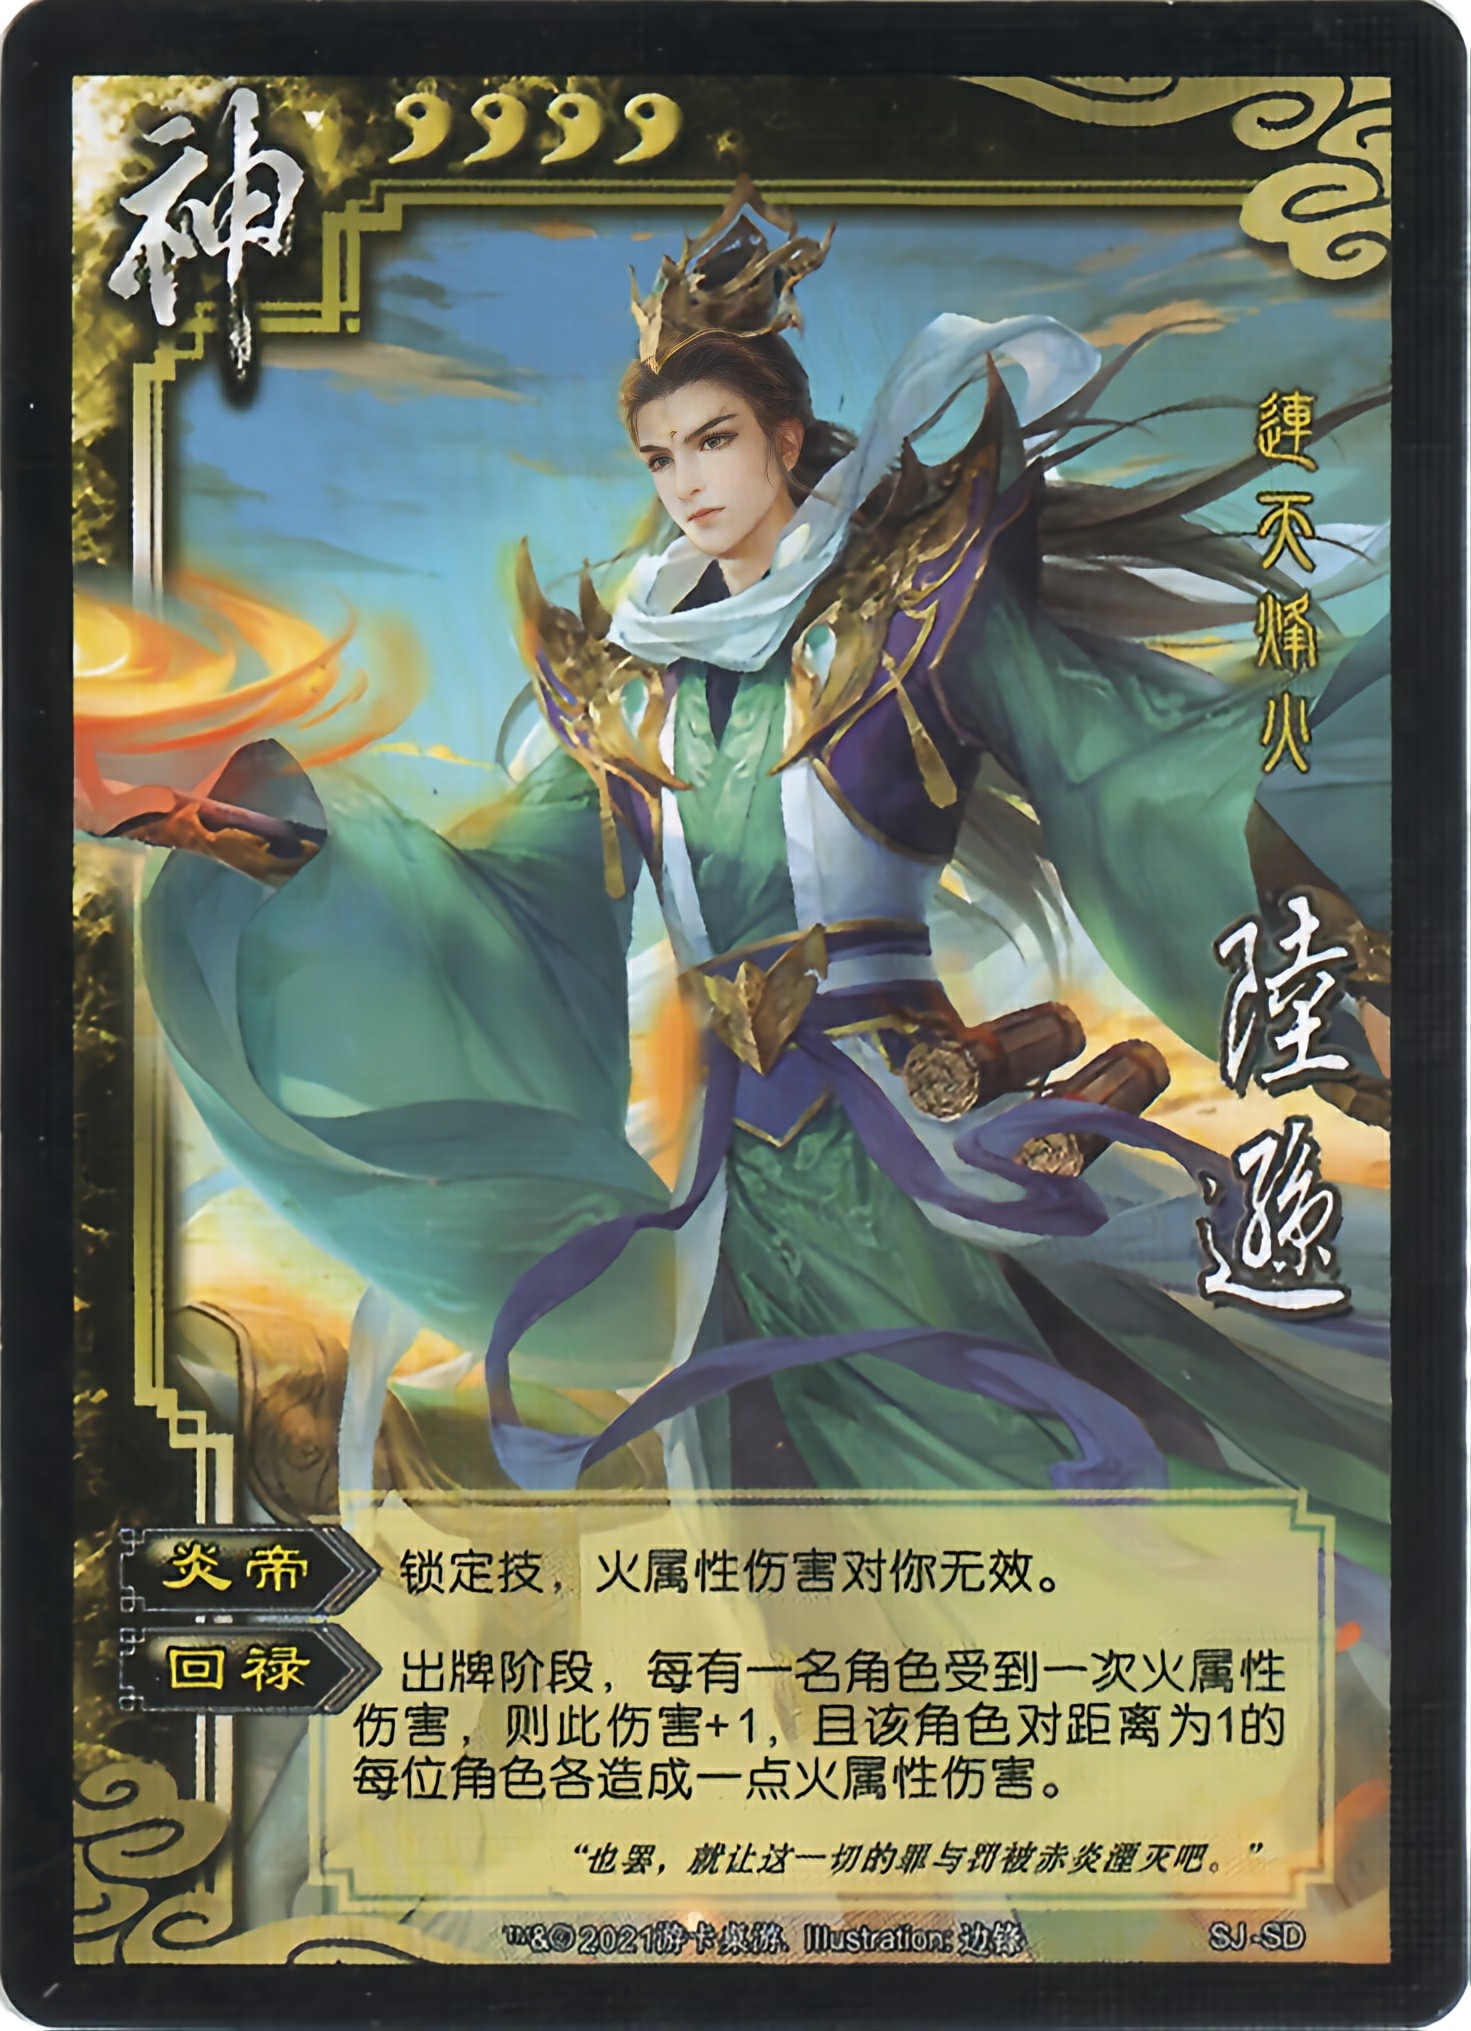 神
連天烽火
陸遜
炎帝
锁定技，火属性伤害对你无效。
回禄
出牌阶段，每有一名角色受到一次火属性
伤害，则此伤害+1，且该角色对距离为1的
每位角色各造成一点火属性伤害。
“也罢，就让这一切的罪与罚被赤炎湮灭吧。”
™&©2021游卡桌游. Illustration: 边缘
SJ-SD